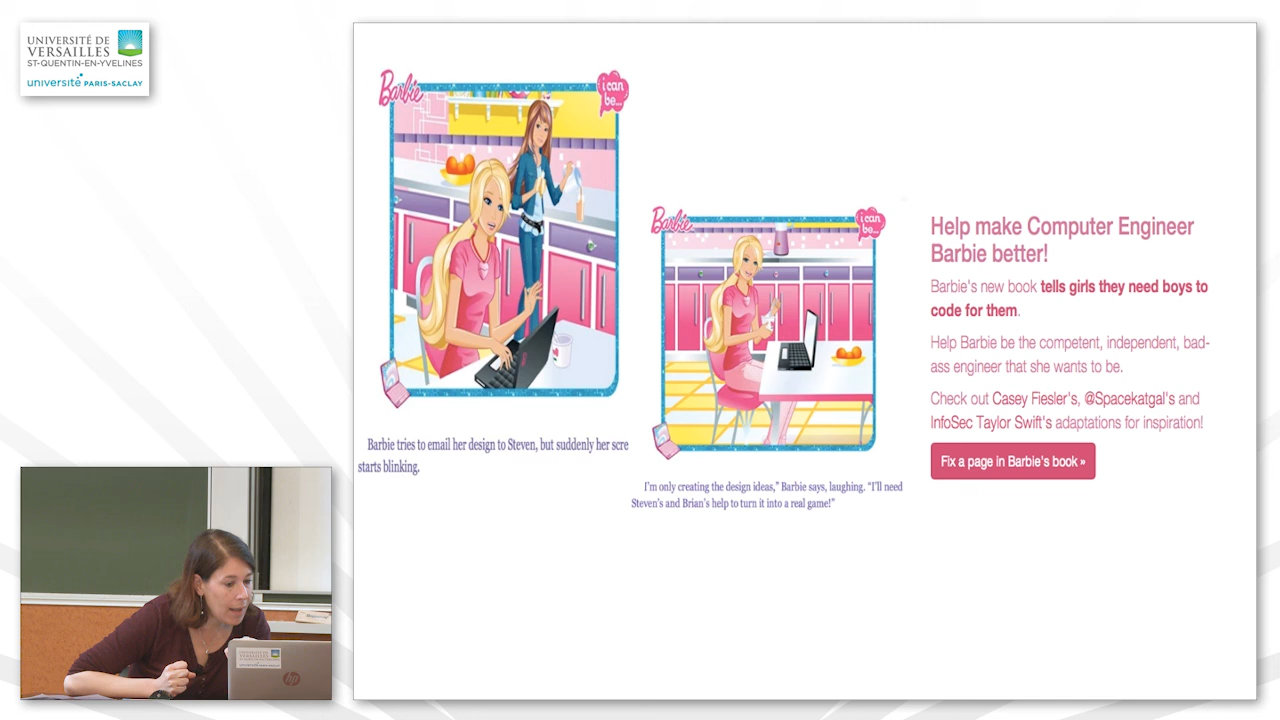 UNIVERSITÉ DE
VERSAILLES
ST-QUENTIN-EN-YVELINES
université PARIS-SACLAY
Barbie
i can
be...
Barbie tries to email her design to Steven, but suddenly her scre
starts blinking.
Barbie
i can
be...
I'm only creating the design ideas,” Barbie says, laughing. “I'll need
Steven's and Brian's help to turn it into a real game!”
Help make Computer Engineer
Barbie better!
Barbie's new book tells girls they need boys to
code for them.
Help Barbie be the competent, independent, bad-
ass engineer that she wants to be.
Check out Casey Fiesler's, @Spacekatgal's and
InfoSec Taylor Swift's adaptations for inspiration!
Fix a page in Barbie's book »
hp